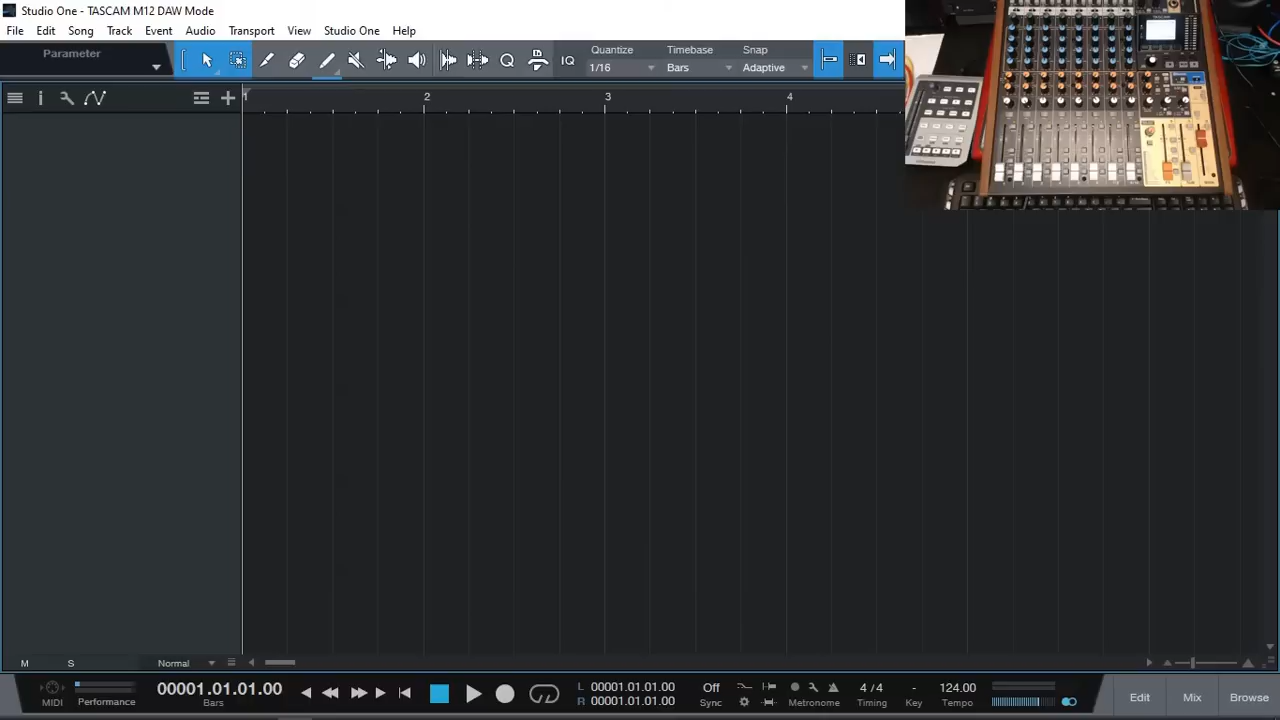 Studio One - TASCAM M12 DAW Mode
File Edit Song Track Event Audio Transport View Studio One Help
Parameter
IQ
Quantize Timebase Snap
1/16 Bars Adaptive
1 2 3 4
M S Normal
MIDI Performance
00001.01.01.00
Bars
L 00001.01.01.00
R 00001.01.01.00
Off
Sync
Metronome
4 / 4
Timing
-
Key
124.00
Tempo
Edit Mix Browse
TASCAM